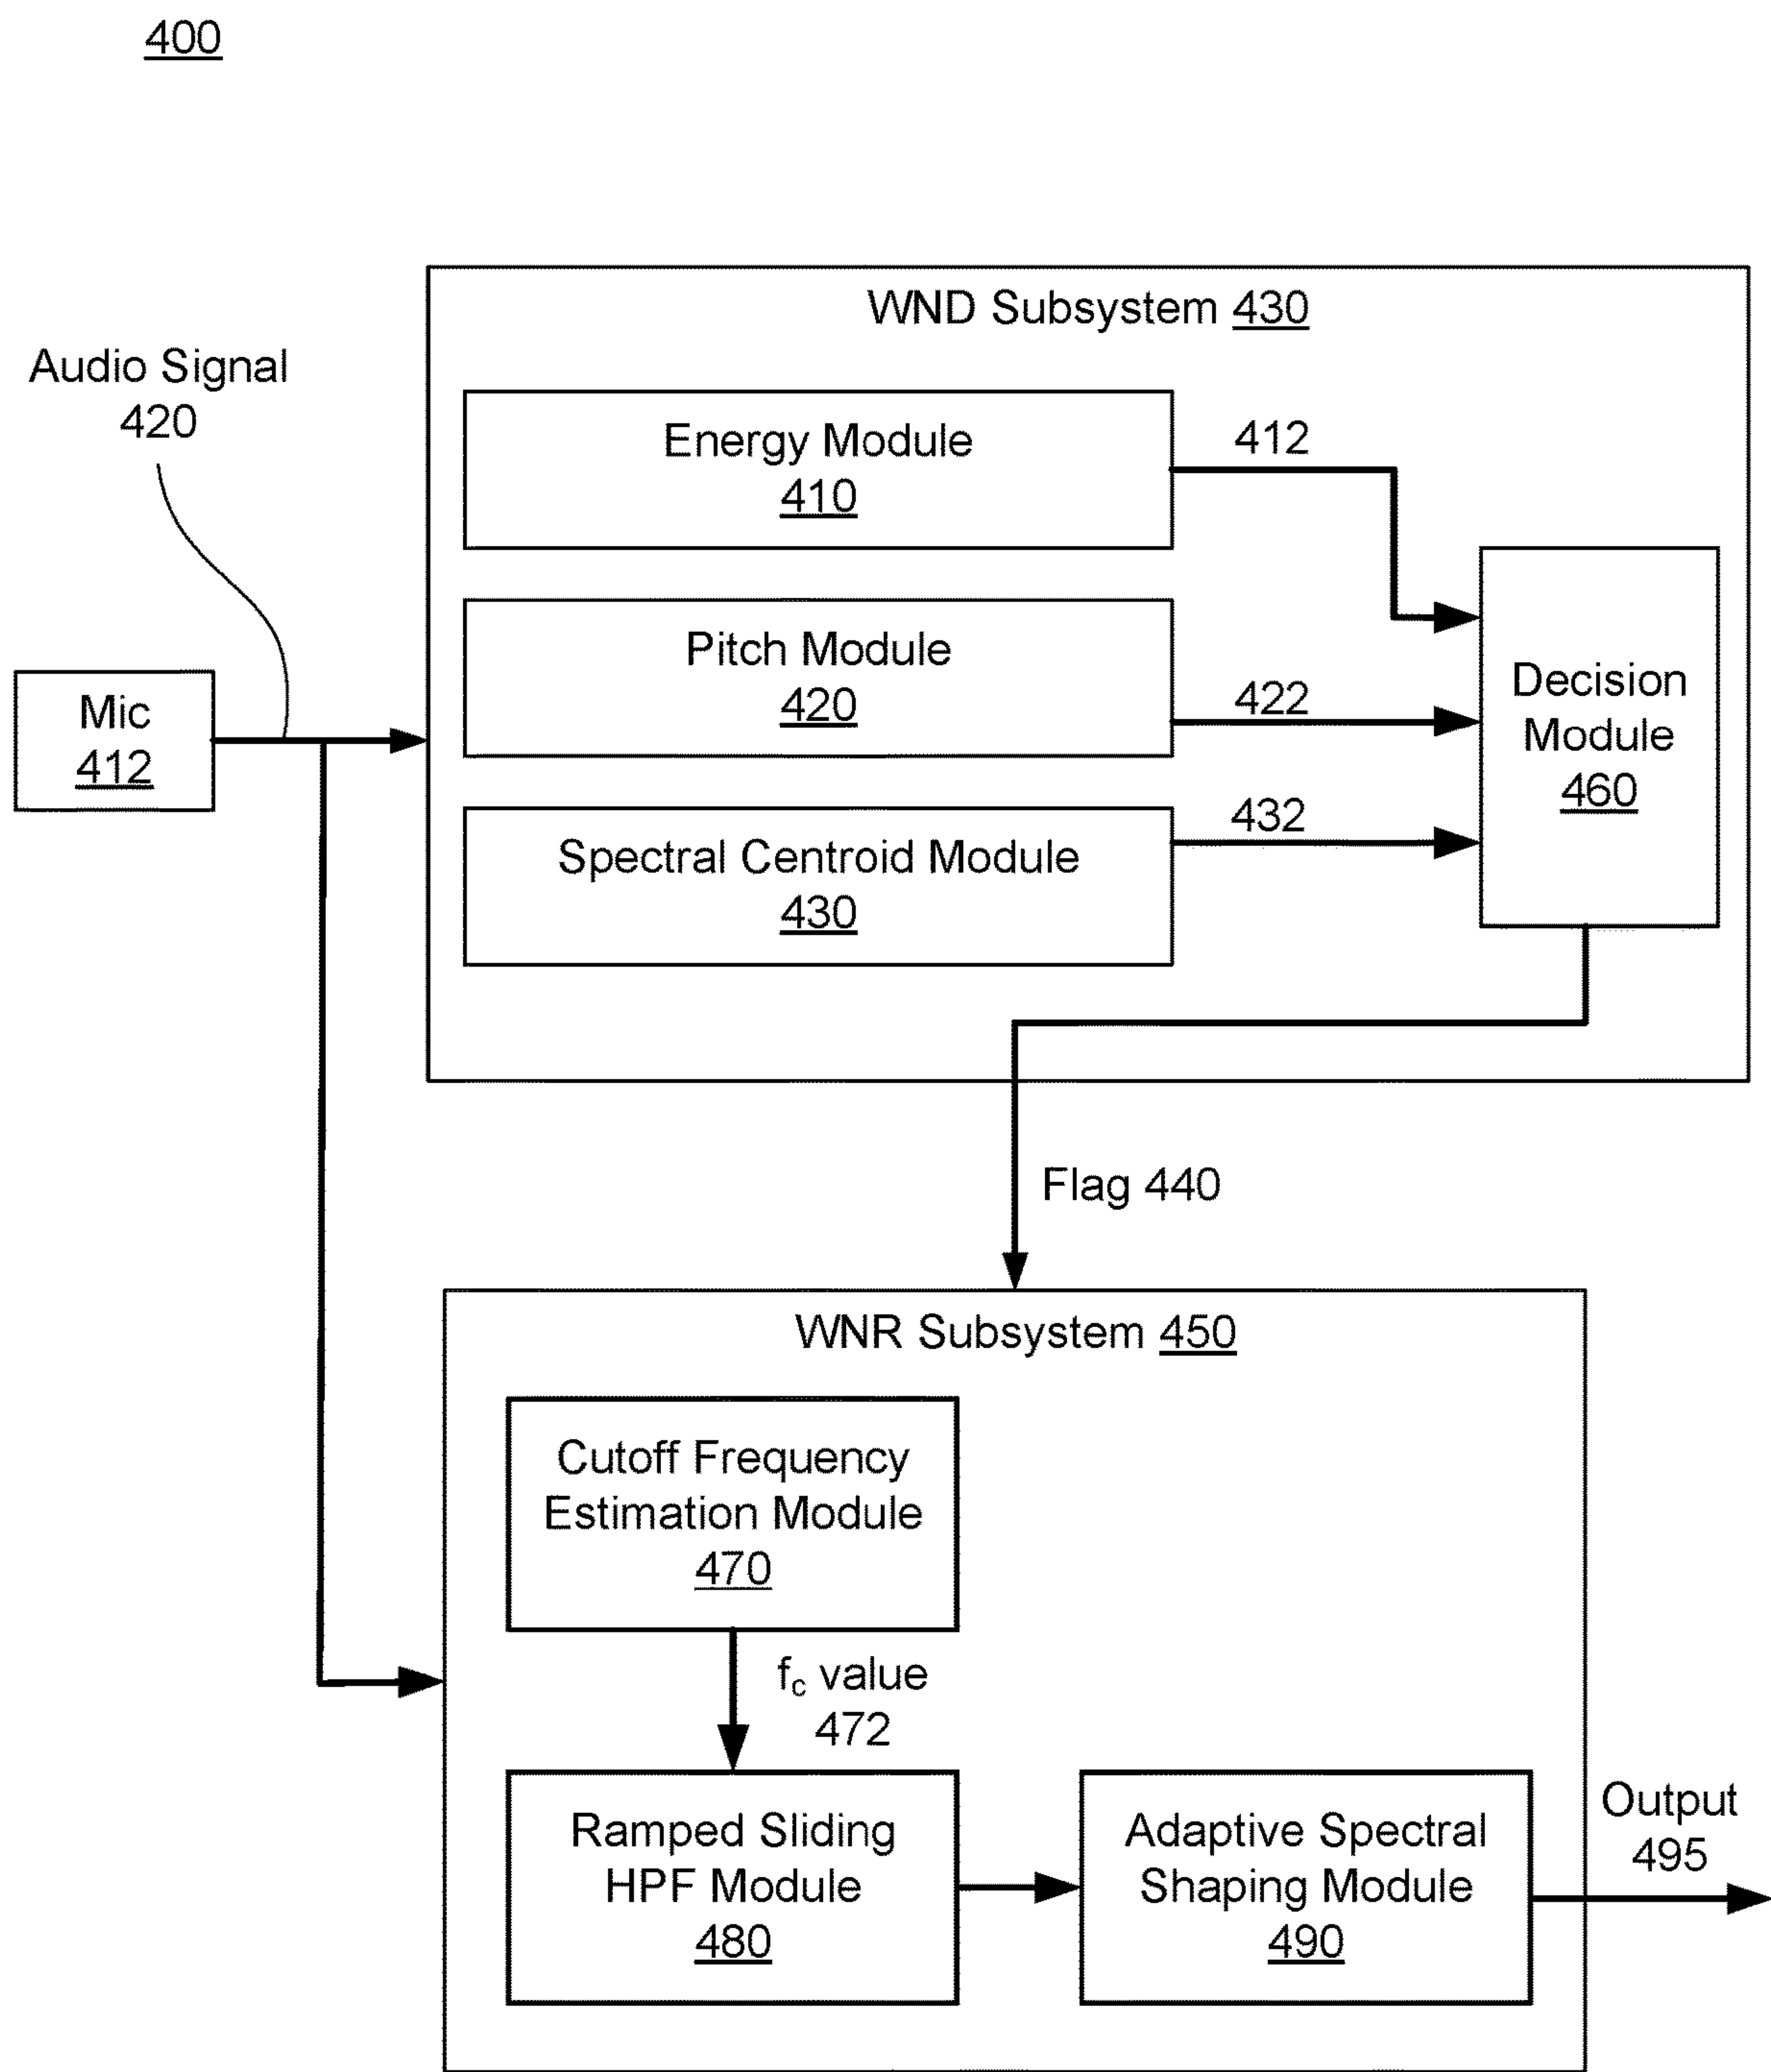 400
WND Subsystem 430
Audio Signal
420
Energy Module
410
412
Pitch Module
420
422
Mic
412
Decision
Module
460
Spectral Centroid Module
430
432
Flag 440
WNR Subsystem 450
Cutoff Frequency
Estimation Module
470
fc value
472
Ramped Sliding
HPF Module
480
Adaptive Spectral
Shaping Module
490
Output
495